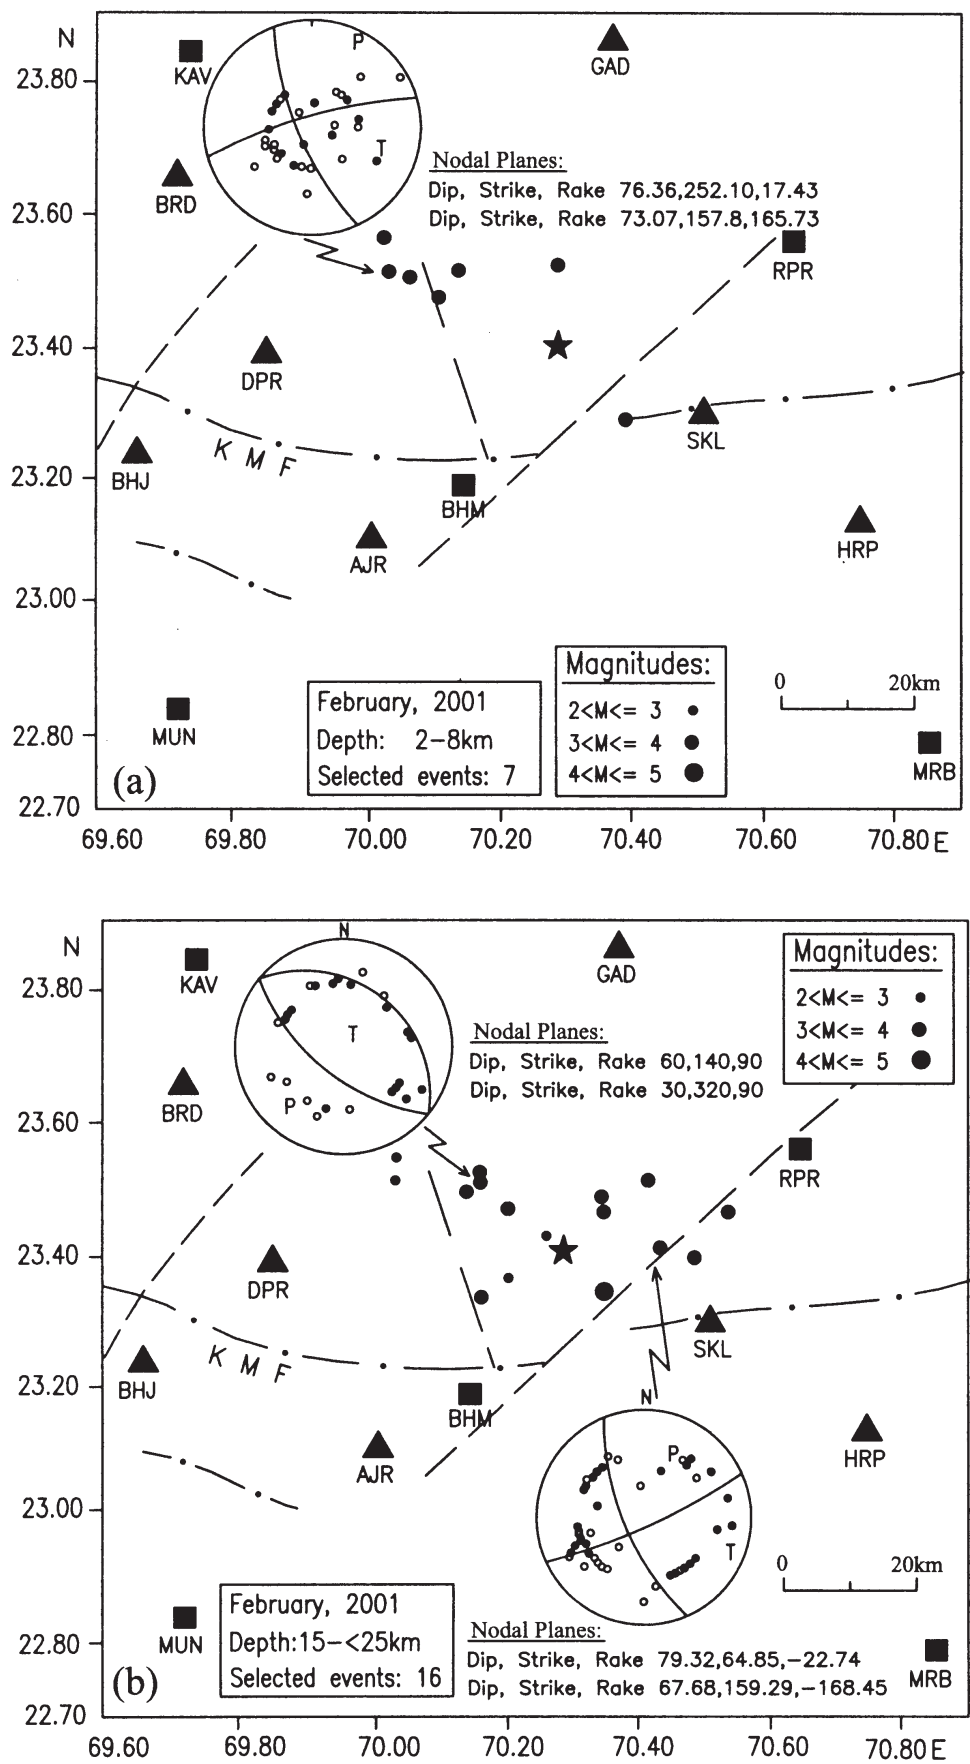 N
23.80
KAV
P
GAD
T
Nodal Planes:
Dip, Strike, Rake 76.36,252.10,17.43
Dip, Strike, Rake 73.07,157.8,165.73
BRD
23.60
RPR
23.40
DPR
SKL
K M F
BHJ
23.20
BHM
AJR
HRP
23.00
Magnitudes:
2<M<= 3
3<M<= 4
4<M<= 5
0 20km
February, 2001
Depth: 2-8km
Selected events: 7
22.80
MUN
MRB
(a)
22.70
69.60 69.80 70.00 70.20 70.40 70.60 70.80 E
N
N
KAV
GAD
Magnitudes:
2<M<= 3
3<M<= 4
4<M<= 5
23.80
T
Nodal Planes:
Dip, Strike, Rake 60,140,90
Dip, Strike, Rake 30,320,90
BRD
P
23.60
RPR
23.40
DPR
SKL
K M F
BHJ
23.20
N
BHM
AJR
P
HRP
23.00
T
0 20km
February, 2001
Depth:15-<25km
Selected events: 16
MUN
22.80
Nodal Planes:
Dip, Strike, Rake 79.32,64.85,-22.74
Dip, Strike, Rake 67.68,159.29,-168.45
MRB
(b)
22.70
69.60 69.80 70.00 70.20 70.40 70.60 70.80 E